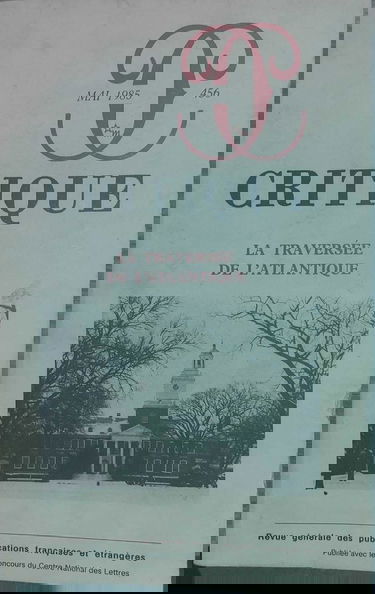 MAI 1985 456
CRITIQUE
LA TRAVERSÉE
DE L'ATLANTIQUE
Revue générale des publications françaises et étrangères
Publiée avec le concours du Centre National des Lettres